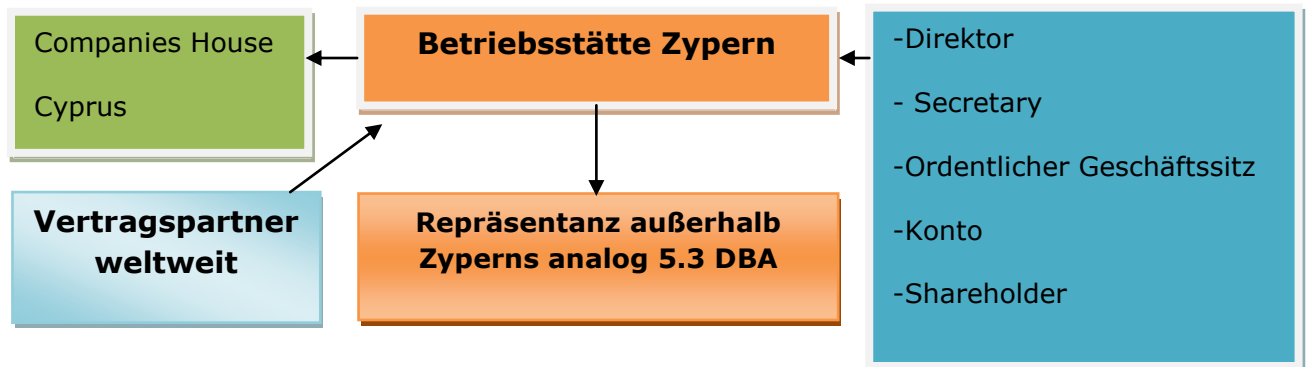 Companies House
Cyprus
Betriebsstätte Zypern
-Direktor
- Secretary
-Ordentlicher Geschäftssitz
-Konto
-Shareholder
Vertragspartner
weltweit
Repräsentanz außerhalb
Zyperns analog 5.3 DBA